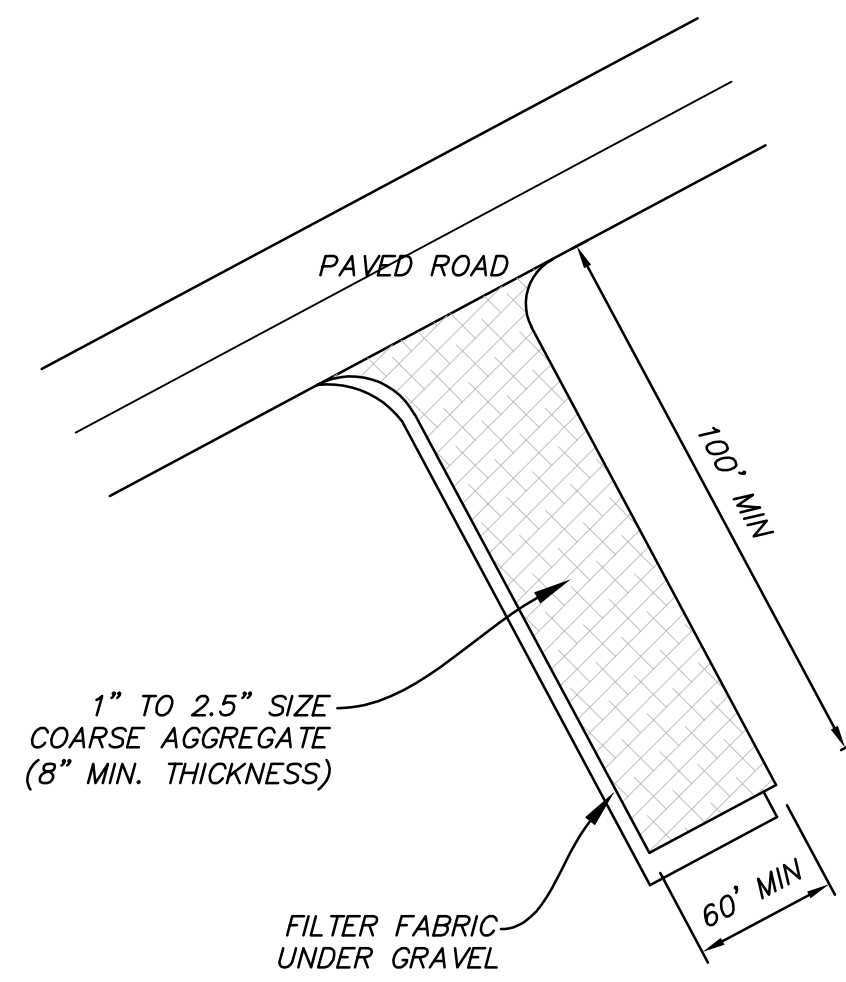 PAVED ROAD
100' MIN
1" TO 2.5" SIZE
COARSE AGGREGATE
(8" MIN. THICKNESS)
60' MIN
FILTER FABRIC
UNDER GRAVEL